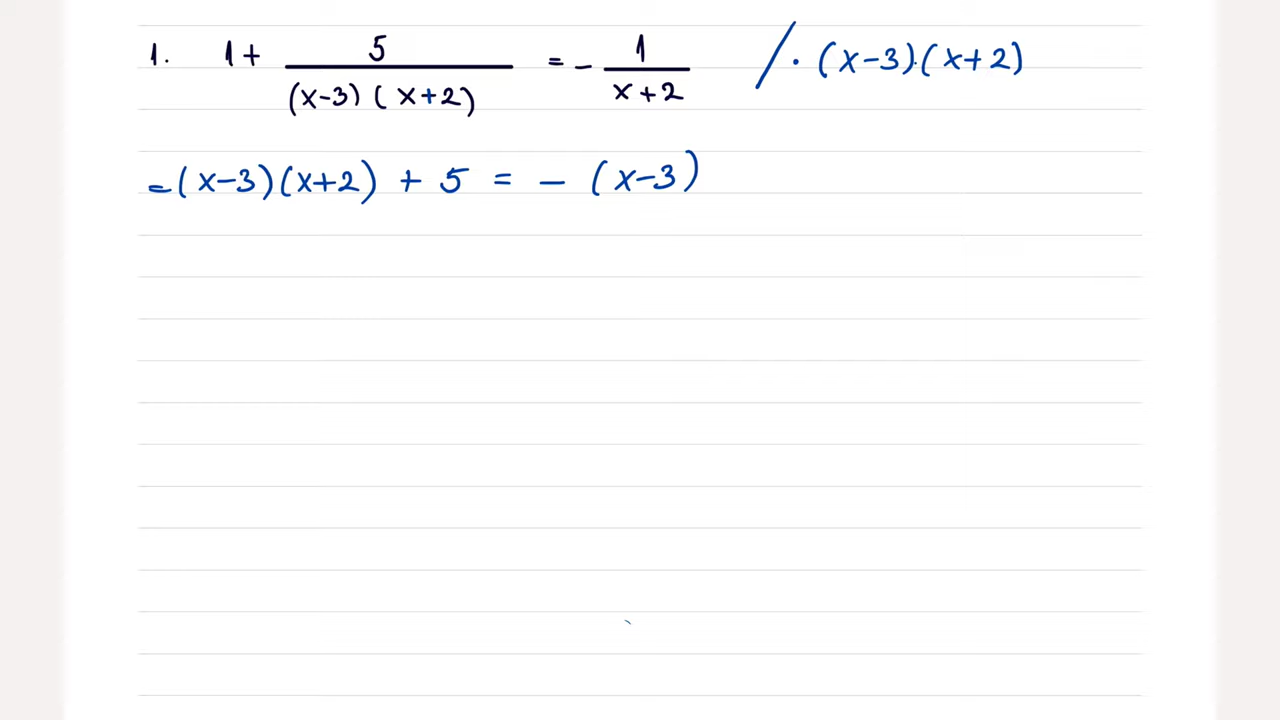 1. 1 + 5/((x-3)(x+2)) = - 1/(x+2) / · (x-3)·(x+2)
= (x-3)(x+2) + 5 = - (x-3)